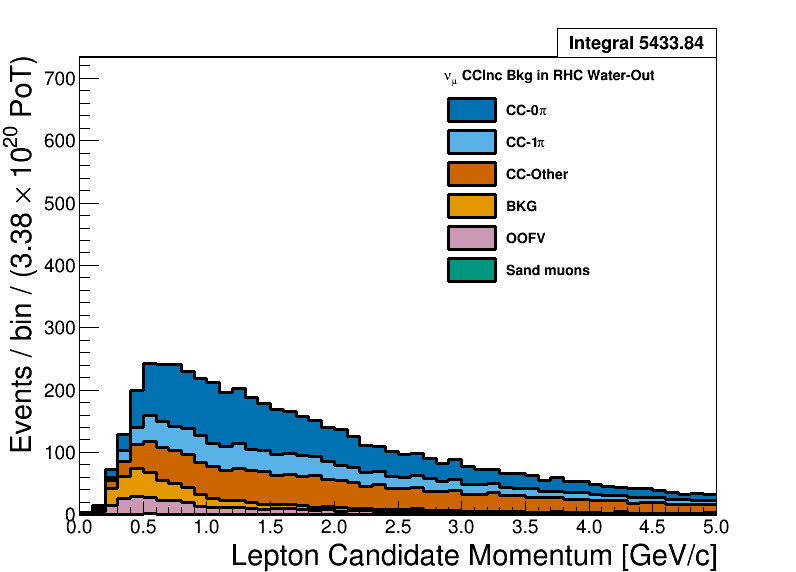 Integral 5433.84
ν_μ CCInc Bkg in RHC Water-Out
CC-0π
CC-1π
CC-Other
BKG
OOFV
Sand muons
Events / bin / (3.38 × 10^20 PoT)
700
600
500
400
300
200
100
0
0.0 0.5 1.0 1.5 2.0 2.5 3.0 3.5 4.0 4.5 5.0
Lepton Candidate Momentum [GeV/c]